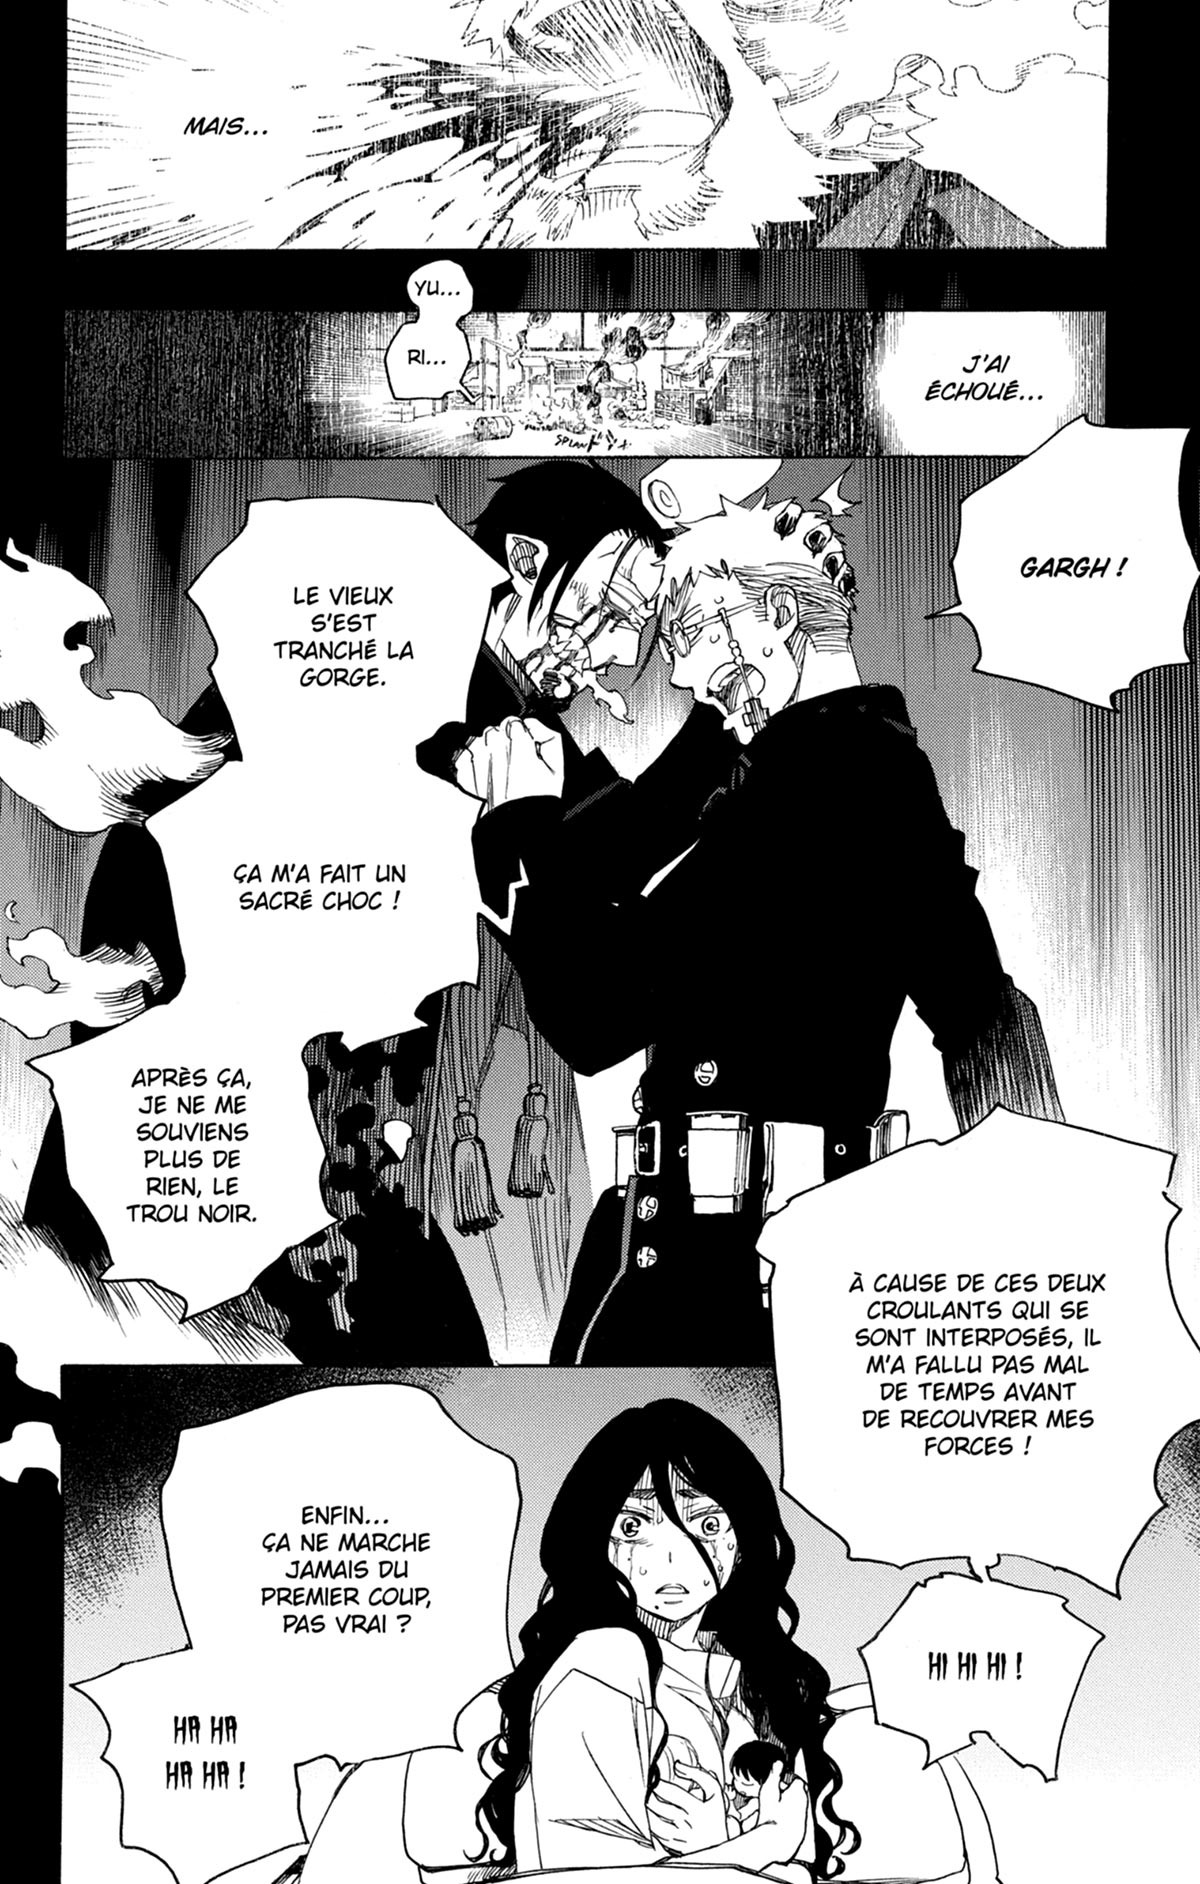 MAIS...
J'AI
ÉCHOUÉ...
YU...
RI...
GARGH !
LE VIEUX
S'EST
TRANCHÉ LA
GORGE.
ÇA M'A FAIT UN
SACRÉ CHOC !
APRÈS ÇA,
JE NE ME
SOUVIENS
PLUS DE
RIEN, LE
TROU NOIR.
À CAUSE DE CES DEUX
CROULANTS QUI SE
SONT INTERPOSÉS, IL
M'A FALLU PAS MAL
DE TEMPS AVANT
DE RECOUVRER MES
FORCES !
ENFIN...
ÇA NE MARCHE
JAMAIS DU
PREMIER COUP,
PAS VRAI ?
HI HI HI !
HA HA
HA HA !